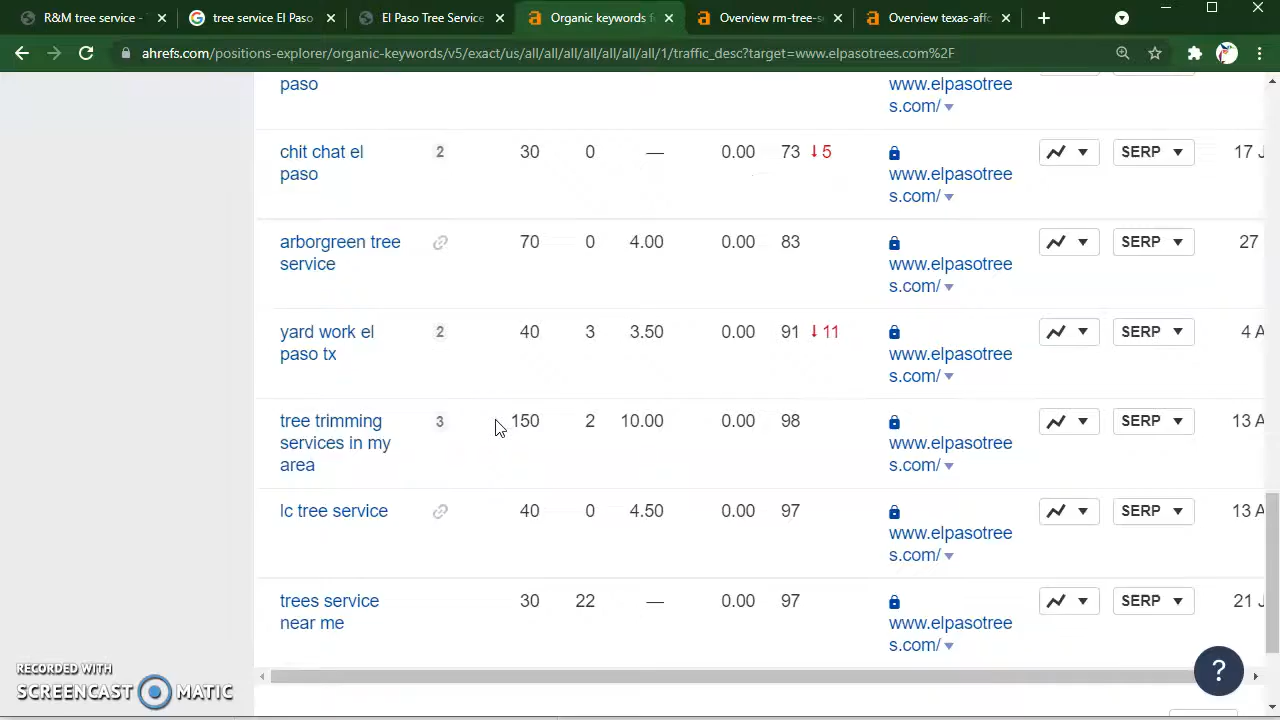 R&M tree service - "
tree service El Paso
El Paso Tree Service
Organic keywords f
Overview rm-tree-s
Overview texas-affo
ahrefs.com/positions-explorer/organic-keywords/v5/exact/us/all/all/all/all/all/all/all/1/traffic_desc?target=www.elpasotrees.com%2F
paso www.elpasotree
s.com/
chit chat el 2 30 0 — 0.00 73 ↓5 SERP 17 J
paso www.elpasotree
s.com/
arborgreen tree 70 0 4.00 0.00 83 SERP 27
service www.elpasotree
s.com/
yard work el 2 40 3 3.50 0.00 91 ↓11 SERP 4 A
paso tx www.elpasotree
s.com/
tree trimming 3 150 2 10.00 0.00 98 SERP 13 A
services in my www.elpasotree
area s.com/
lc tree service 40 0 4.50 0.00 97 SERP 13 A
www.elpasotree
s.com/
trees service 30 22 — 0.00 97 SERP 21 J
near me www.elpasotree
s.com/
?
RECORDED WITH
SCREENCAST MATIC